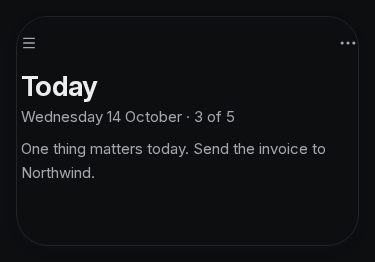 Today
Wednesday 14 October · 3 of 5
One thing matters today. Send the invoice to
Northwind.